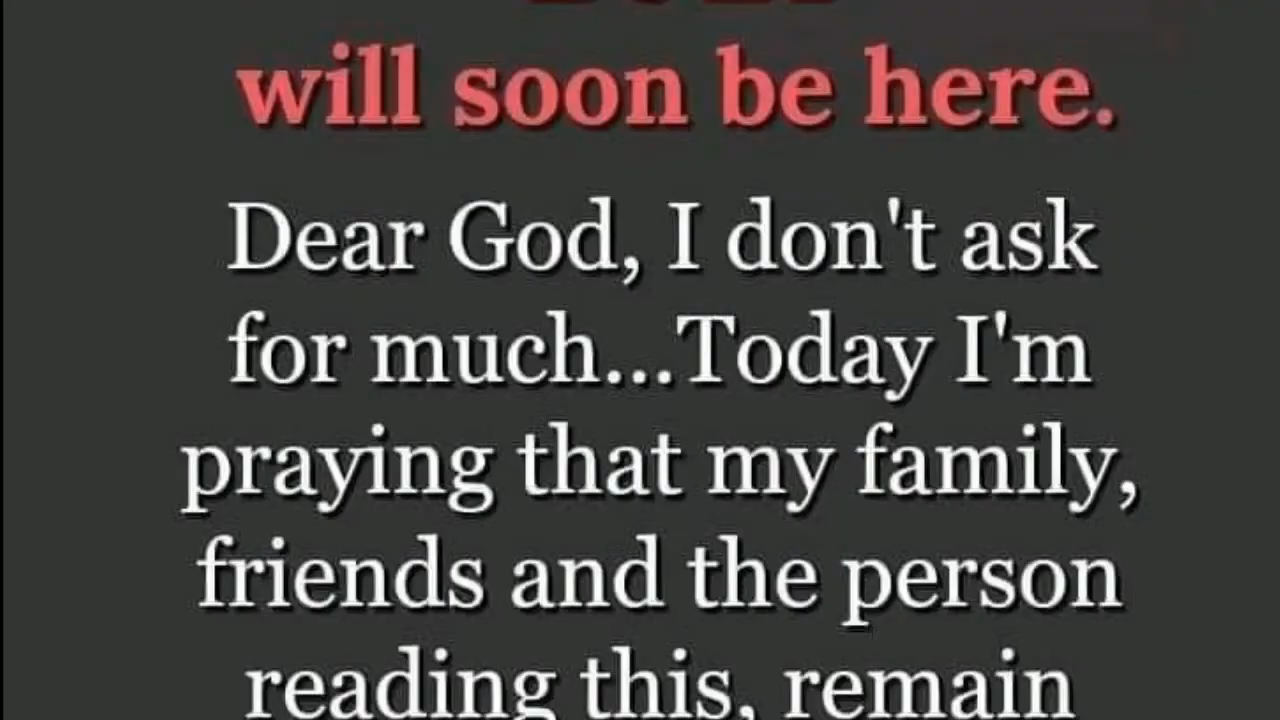 will soon be here.
Dear God, I don't ask
for much...Today I'm
praying that my family,
friends and the person
reading this, remain